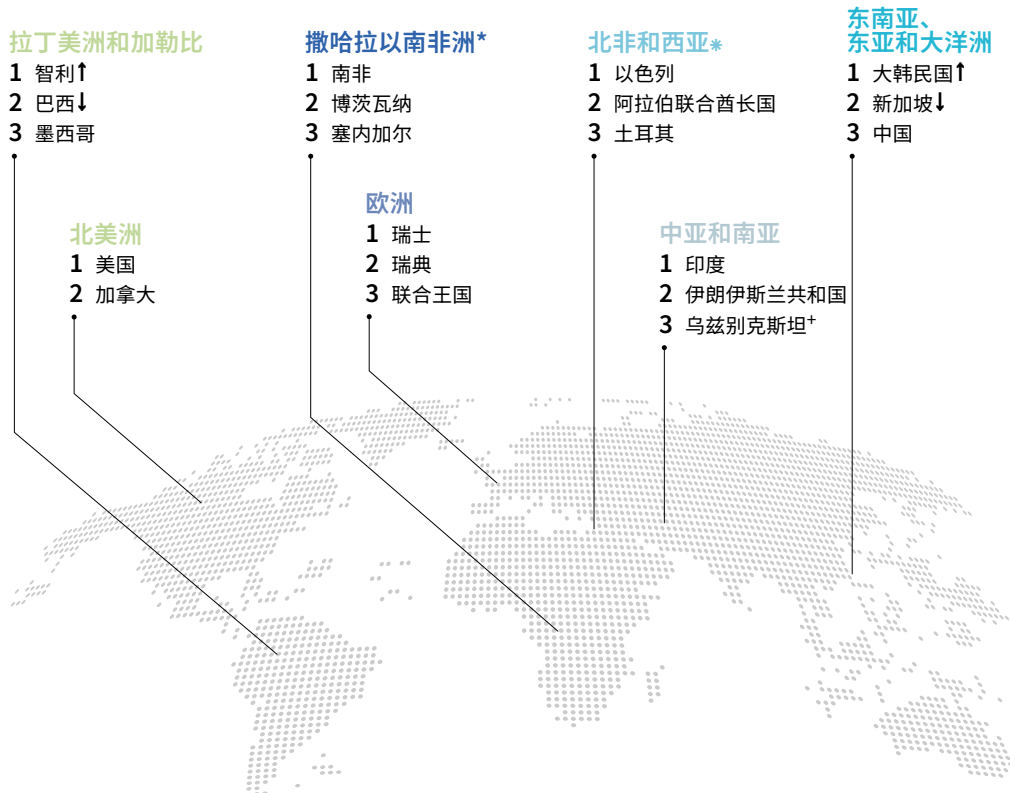 拉丁美洲和加勒比
1 智利↑
2 巴西↓
3 墨西哥
撒哈拉以南非洲*
1 南非
2 博茨瓦纳
3 塞内加尔
北非和西亚*
1 以色列
2 阿拉伯联合酋长国
3 土耳其
东南亚、
东亚和大洋洲
1 大韩民国↑
2 新加坡↓
3 中国
北美洲
1 美国
2 加拿大
欧洲
1 瑞士
2 瑞典
3 联合王国
中亚和南亚
1 印度
2 伊朗伊斯兰共和国
3 乌兹别克斯坦+